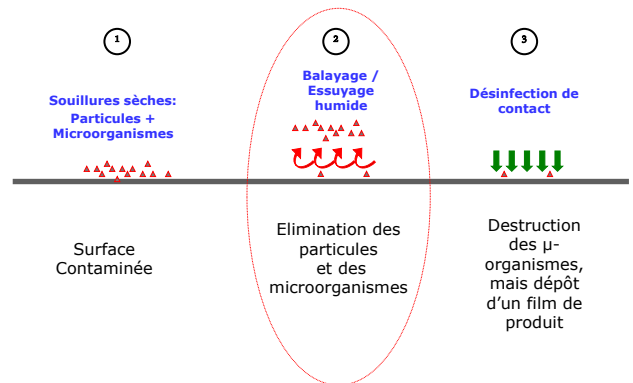 1
Souillures sèches:
Particules +
Microorganismes
Surface
Contaminée
2
Balayage /
Essuyage
humide
Elimination des
particules
et des
microorganismes
3
Désinfection de
contact
Destruction
des µ-
organismes,
mais dépôt
d'un film de
produit